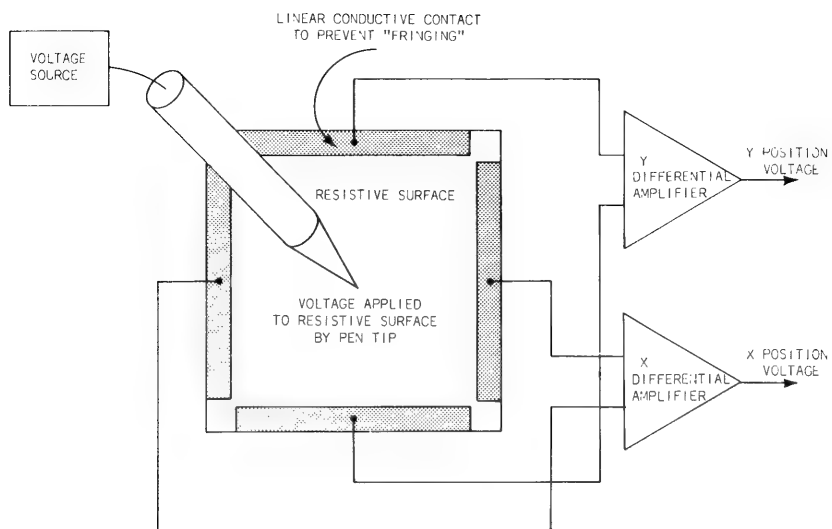 LINEAR CONDUCTIVE CONTACT
TO PREVENT "FRINGING"
VOLTAGE
SOURCE
RESISTIVE SURFACE
VOLTAGE APPLIED
TO RESISTIVE SURFACE
BY PEN TIP
Y
DIFFERENTIAL
AMPLIFIER
Y POSITION
VOLTAGE
X
DIFFERENTIAL
AMPLIFIER
X POSITION
VOLTAGE